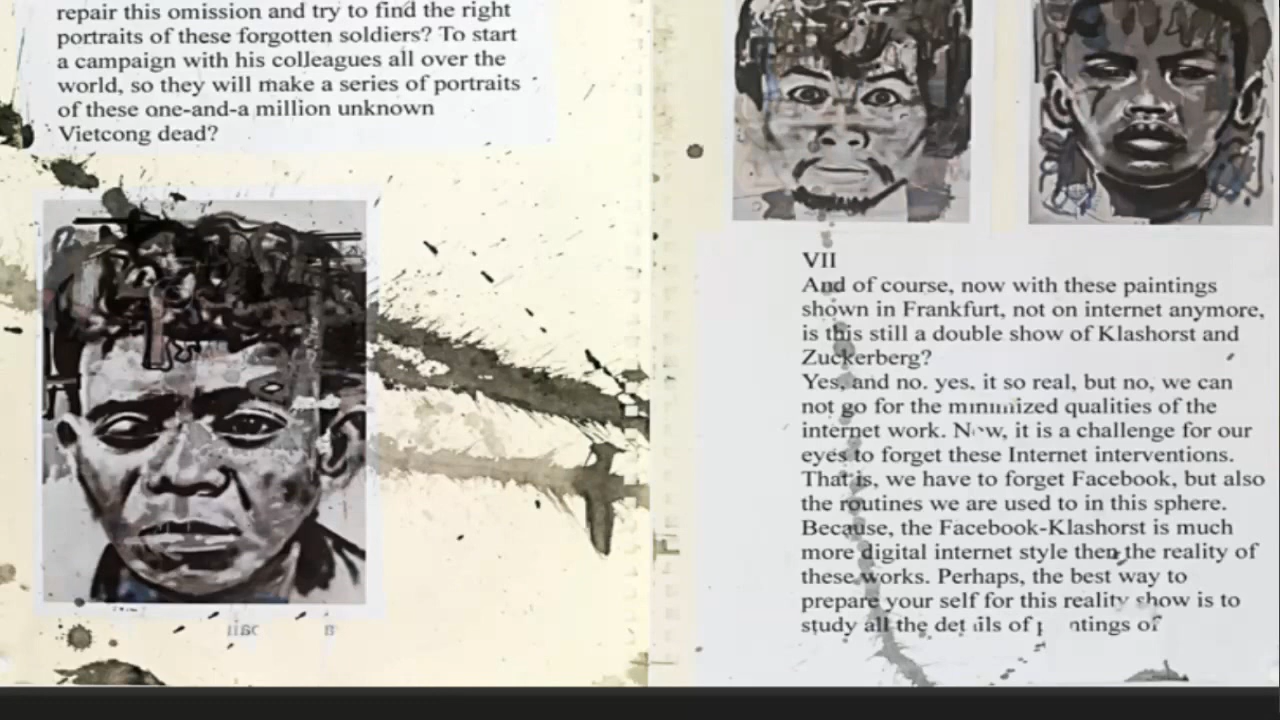 repair this omission and try to find the right
portraits of these forgotten soldiers? To start
a campaign with his colleagues all over the
world, so they will make a series of portraits
of these one-and-a million unknown
Vietcong dead?
VII
And of course, now with these paintings
shown in Frankfurt, not on internet anymore,
is this still a double show of Klashorst and
Zuckerberg?
Yes, and no. yes, it so real, but no, we can
not go for the minimized qualities of the
internet work. Now, it is a challenge for our
eyes to forget these Internet interventions.
That is, we have to forget Facebook, but also
the routines we are used to in this sphere.
Because, the Facebook-Klashorst is much
more digital internet style then the reality of
these works. Perhaps, the best way to
prepare your self for this reality show is to
study all the details of paintings of